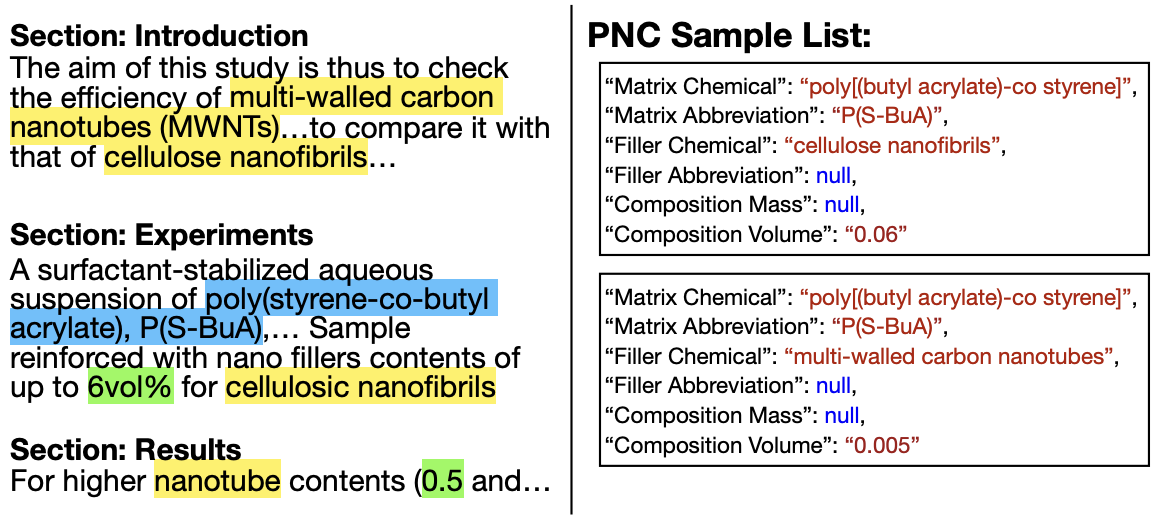 Section: Introduction
The aim of this study is thus to check
the efficiency of multi-walled carbon
nanotubes (MWNTs)…to compare it with
that of cellulose nanofibrils…
Section: Experiments
A surfactant-stabilized aqueous
suspension of poly(styrene-co-butyl
acrylate), P(S-BuA),… Sample
reinforced with nano fillers contents of
up to 6vol% for cellulosic nanofibrils
Section: Results
For higher nanotube contents (0.5 and…
PNC Sample List:
“Matrix Chemical”: “poly[(butyl acrylate)-co styrene]”,
“Matrix Abbreviation”: “P(S-BuA)”,
“Filler Chemical”: “cellulose nanofibrils”,
“Filler Abbreviation”: null,
“Composition Mass”: null,
“Composition Volume”: “0.06”
“Matrix Chemical”: “poly[(butyl acrylate)-co styrene]”,
“Matrix Abbreviation”: “P(S-BuA)”,
“Filler Chemical”: “multi-walled carbon nanotubes”,
“Filler Abbreviation”: null,
“Composition Mass”: null,
“Composition Volume”: “0.005”